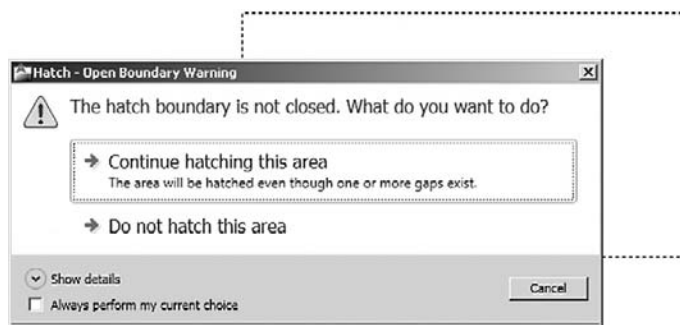 Hatch - Open Boundary Warning
The hatch boundary is not closed. What do you want to do?
Continue hatching this area
The area will be hatched even though one or more gaps exist.
Do not hatch this area
Show details
Always perform my current choice
Cancel